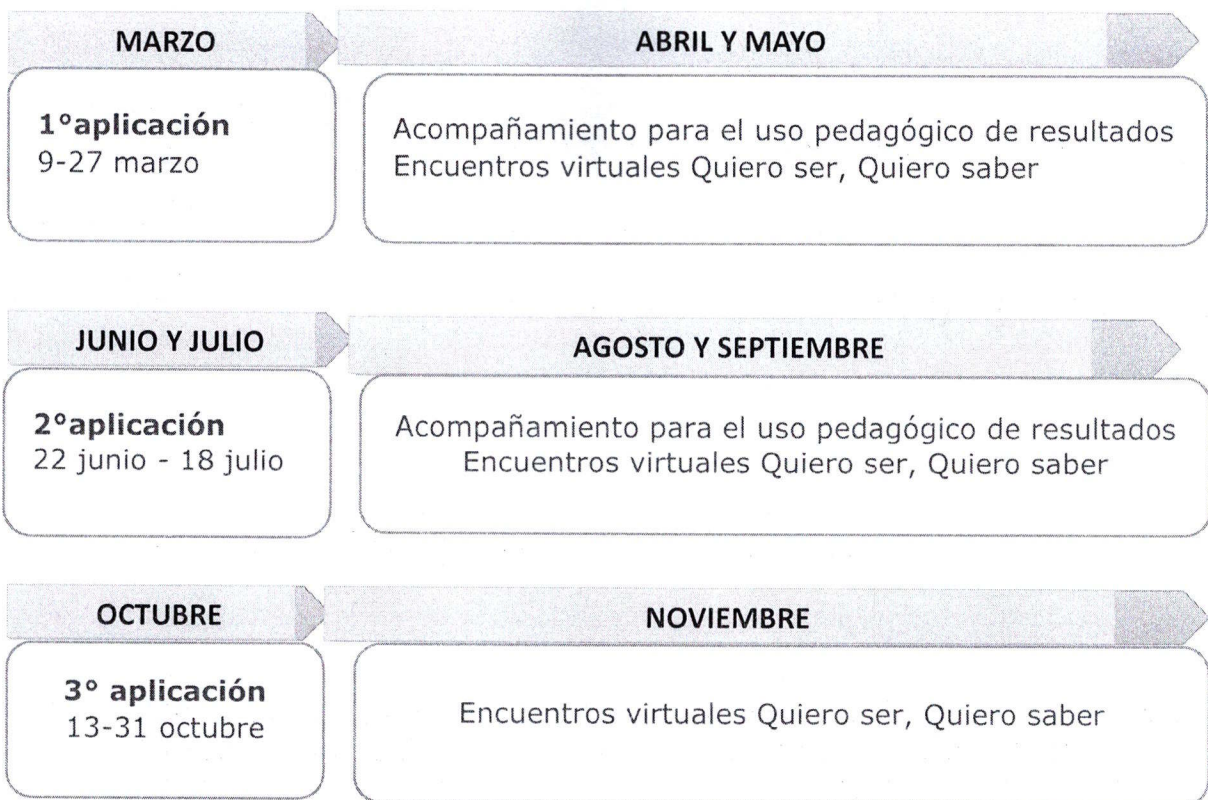 MARZO
ABRIL Y MAYO
1°aplicación
9-27 marzo
Acompañamiento para el uso pedagógico de resultados
Encuentros virtuales Quiero ser, Quiero saber
JUNIO Y JULIO
AGOSTO Y SEPTIEMBRE
2°aplicación
22 junio - 18 julio
Acompañamiento para el uso pedagógico de resultados
Encuentros virtuales Quiero ser, Quiero saber
OCTUBRE
NOVIEMBRE
3° aplicación
13-31 octubre
Encuentros virtuales Quiero ser, Quiero saber